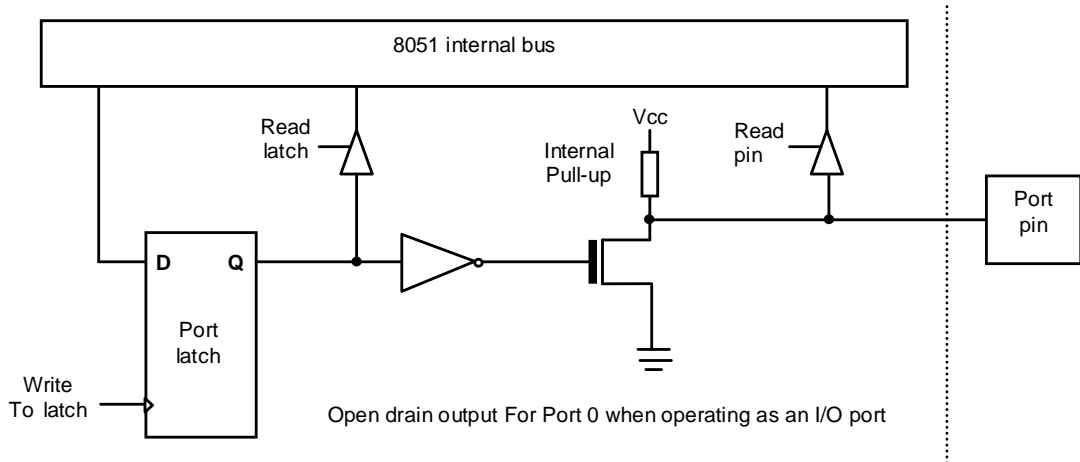 8051 internal bus
Read
latch
Vcc
Internal
Pull-up
Read
pin
Port
pin
D Q
Port
latch
Write
To latch
Open drain output For Port 0 when operating as an I/O port